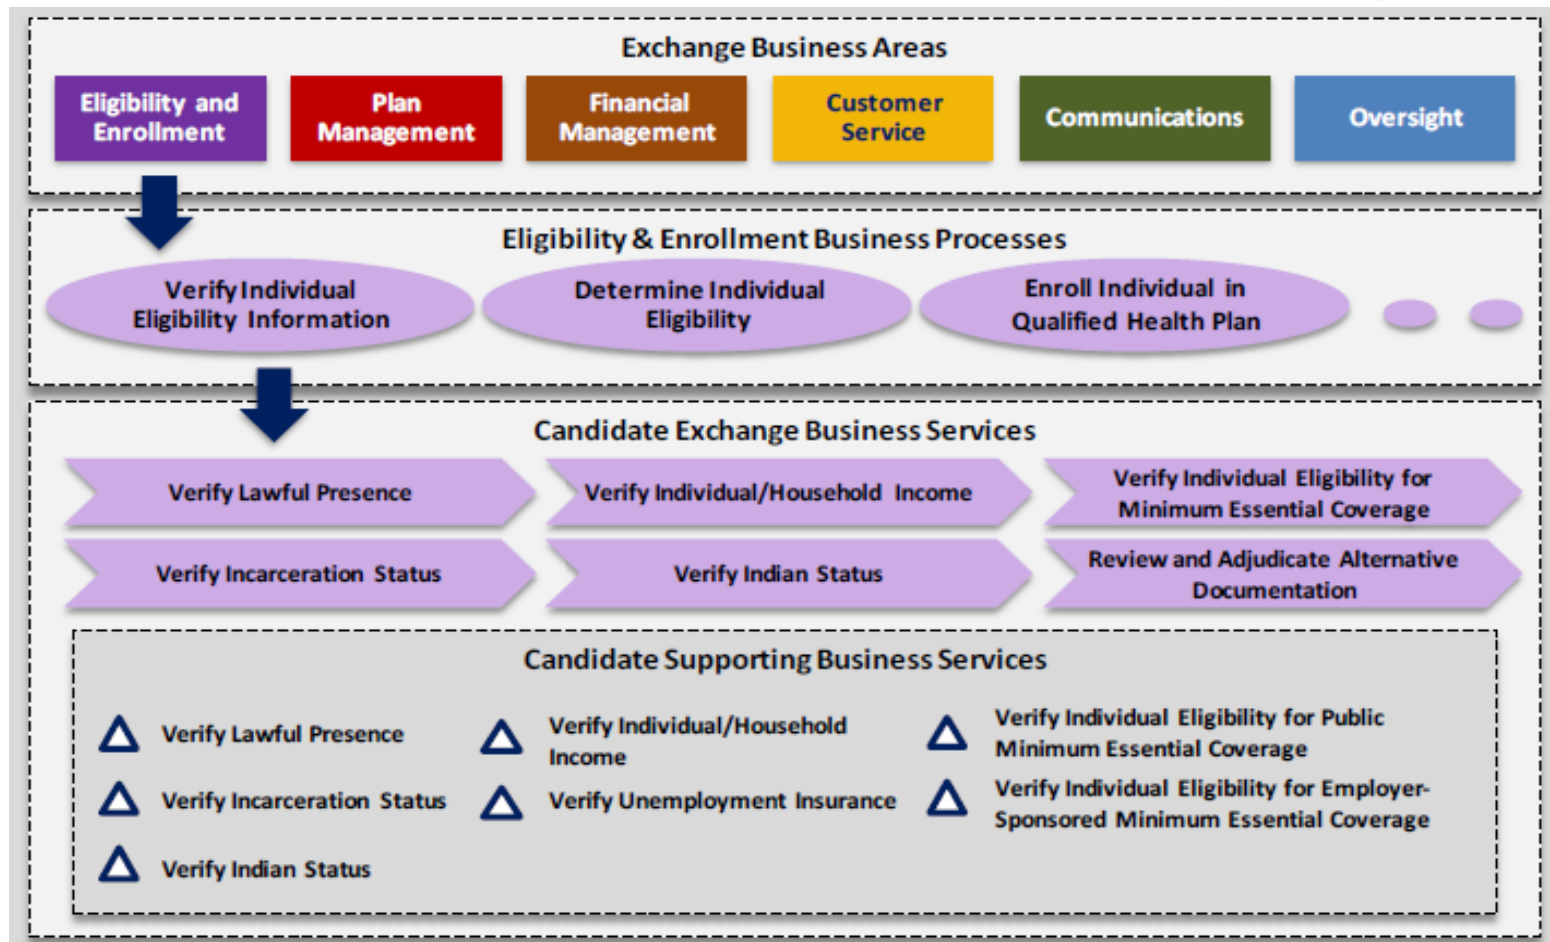 Exchange Business Areas
Eligibility and
Enrollment
Plan
Management
Financial
Management
Customer
Service
Communications
Oversight
Eligibility & Enrollment Business Processes
Verify Individual
Eligibility Information
Determine Individual
Eligibility
Enroll Individual in
Qualified Health Plan
Candidate Exchange Business Services
Verify Lawful Presence
Verify Individual/Household Income
Verify Individual Eligibility for
Minimum Essential Coverage
Verify Incarceration Status
Verify Indian Status
Review and Adjudicate Alternative
Documentation
Candidate Supporting Business Services
Verify Lawful Presence
Verify Individual/Household
Income
Verify Individual Eligibility for Public
Minimum Essential Coverage
Verify Incarceration Status
Verify Unemployment Insurance
Verify Individual Eligibility for Employer-
Sponsored Minimum Essential Coverage
Verify Indian Status